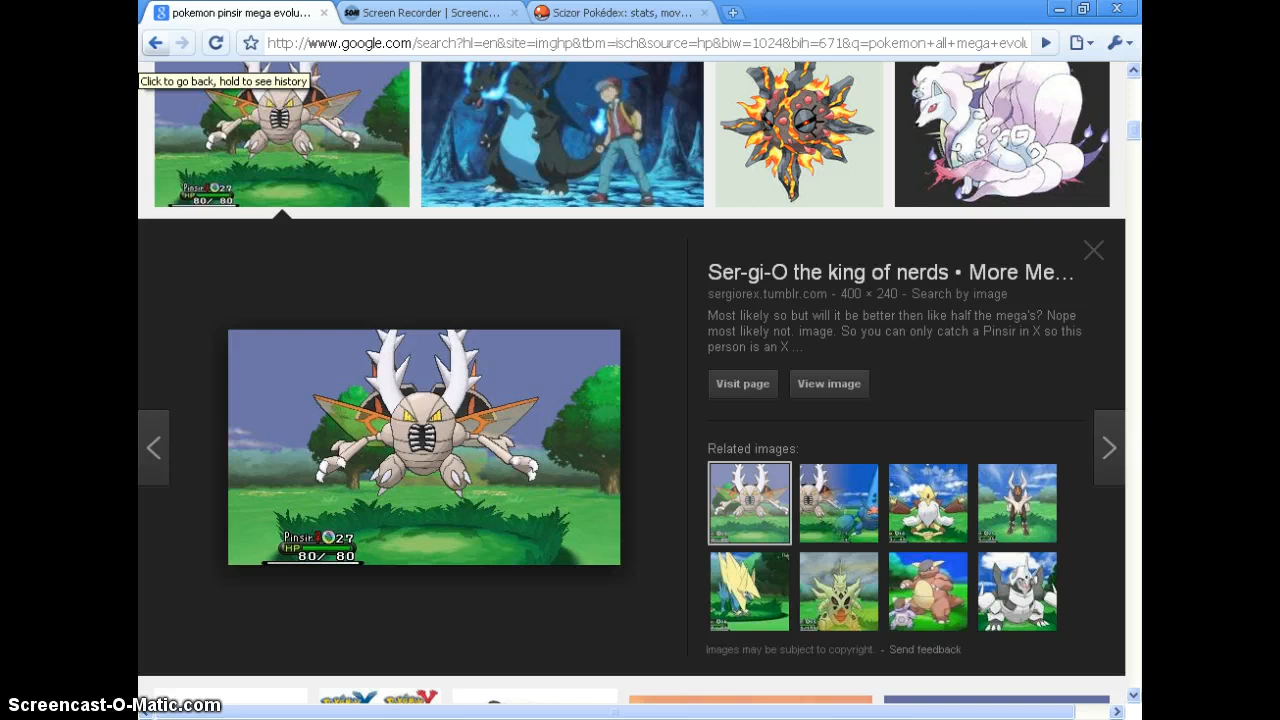 pokemon pinsir mega evolu...
Screen Recorder | Screenc...
Scizor Pokédex: stats, mov...
http://www.google.com/search?hl=en&site=imghp&tbm=isch&source=hp&biw=1024&bih=671&q=pokemon+all+mega+evolu
Click to go back, hold to see history
Pinsir 27
HP
80/ 80
Ser-gi-O the king of nerds • More Me...
sergiorex.tumblr.com - 400 × 240 - Search by image
Most likely so but will it be better then like half the mega's? Nope
most likely not. image. So you can only catch a Pinsir in X so this
person is an X ...
Visit page
View image
Related images:
Pinsir 27
HP
80/ 80
Images may be subject to copyright. - Send feedback
Screencast-O-Matic.com